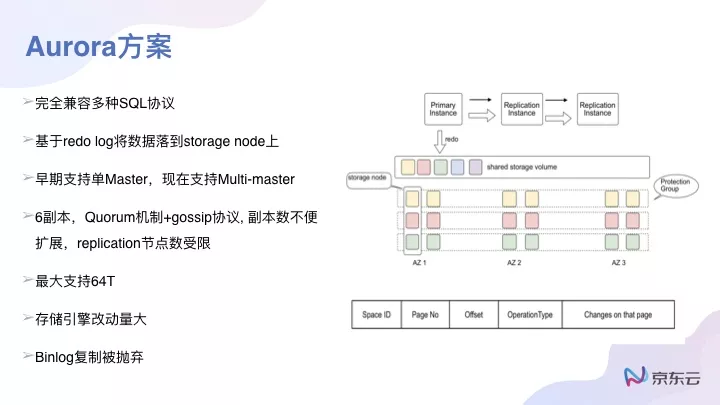 Aurora方案
➢完全兼容多种SQL协议
➢基于redo log将数据落到storage node上
➢早期支持单Master，现在支持Multi-master
➢6副本，Quorum机制+gossip协议, 副本数不便
扩展，replication节点数受限
➢最大支持64T
➢存储引擎改动量大
➢Binlog复制被抛弃
Primary
Instance
Replication
Instance
Replication
Instance
redo
shared storage volume
storage node
Protection
Group
AZ 1
AZ 2
AZ 3
Space ID
Page No
Offset
OperationType
Changes on that page
京东云